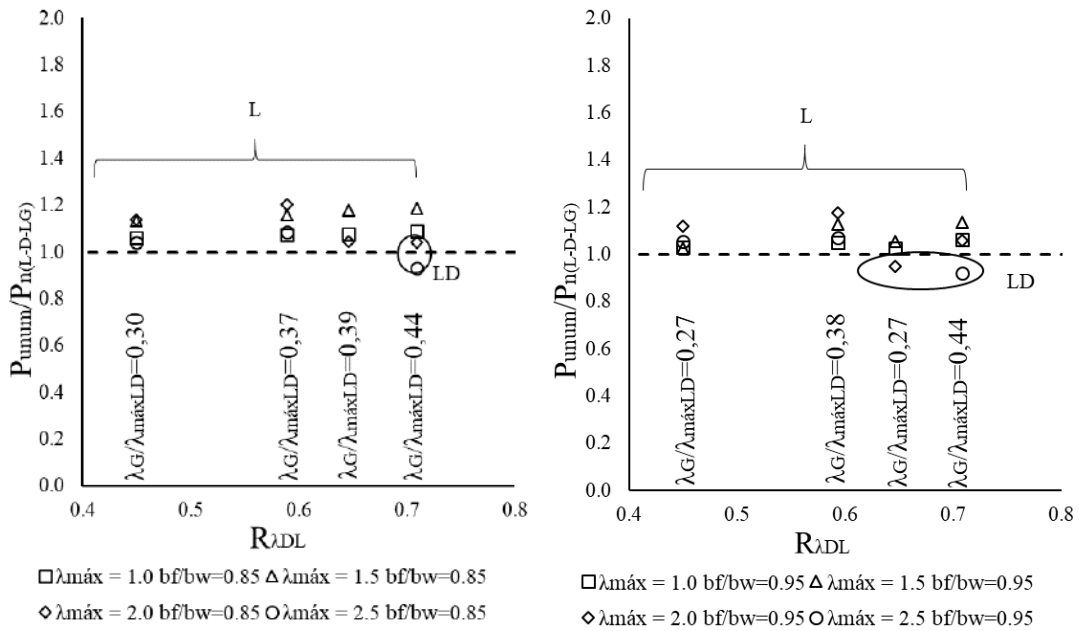 2.0
1.8
1.6
1.4
1.2
1.0
0.8
0.6
0.4
0.2
0.0
Punum/Pn(L-D-LG)
L
LD
λG/λmáxLD=0,30
λG/λmáxLD=0,37
λG/λmáxLD=0,39
λG/λmáxLD=0,44
0.4 0.5 0.6 0.7 0.8
RλDL
λmáx = 1.0 bf/bw=0.85 λmáx = 1.5 bf/bw=0.85
λmáx = 2.0 bf/bw=0.85 λmáx = 2.5 bf/bw=0.85
2.0
1.8
1.6
1.4
1.2
1.0
0.8
0.6
0.4
0.2
0.0
Punum/Pn(L-D-LG)
L
LD
λG/λmáxLD=0,27
λG/λmáxLD=0,38
λG/λmáxLD=0,27
λG/λmáxLD=0,44
0.4 0.5 0.6 0.7 0.8
RλDL
λmáx = 1.0 bf/bw=0.95 λmáx = 1.5 bf/bw=0.95
λmáx = 2.0 bf/bw=0.95 λmáx = 2.5 bf/bw=0.95